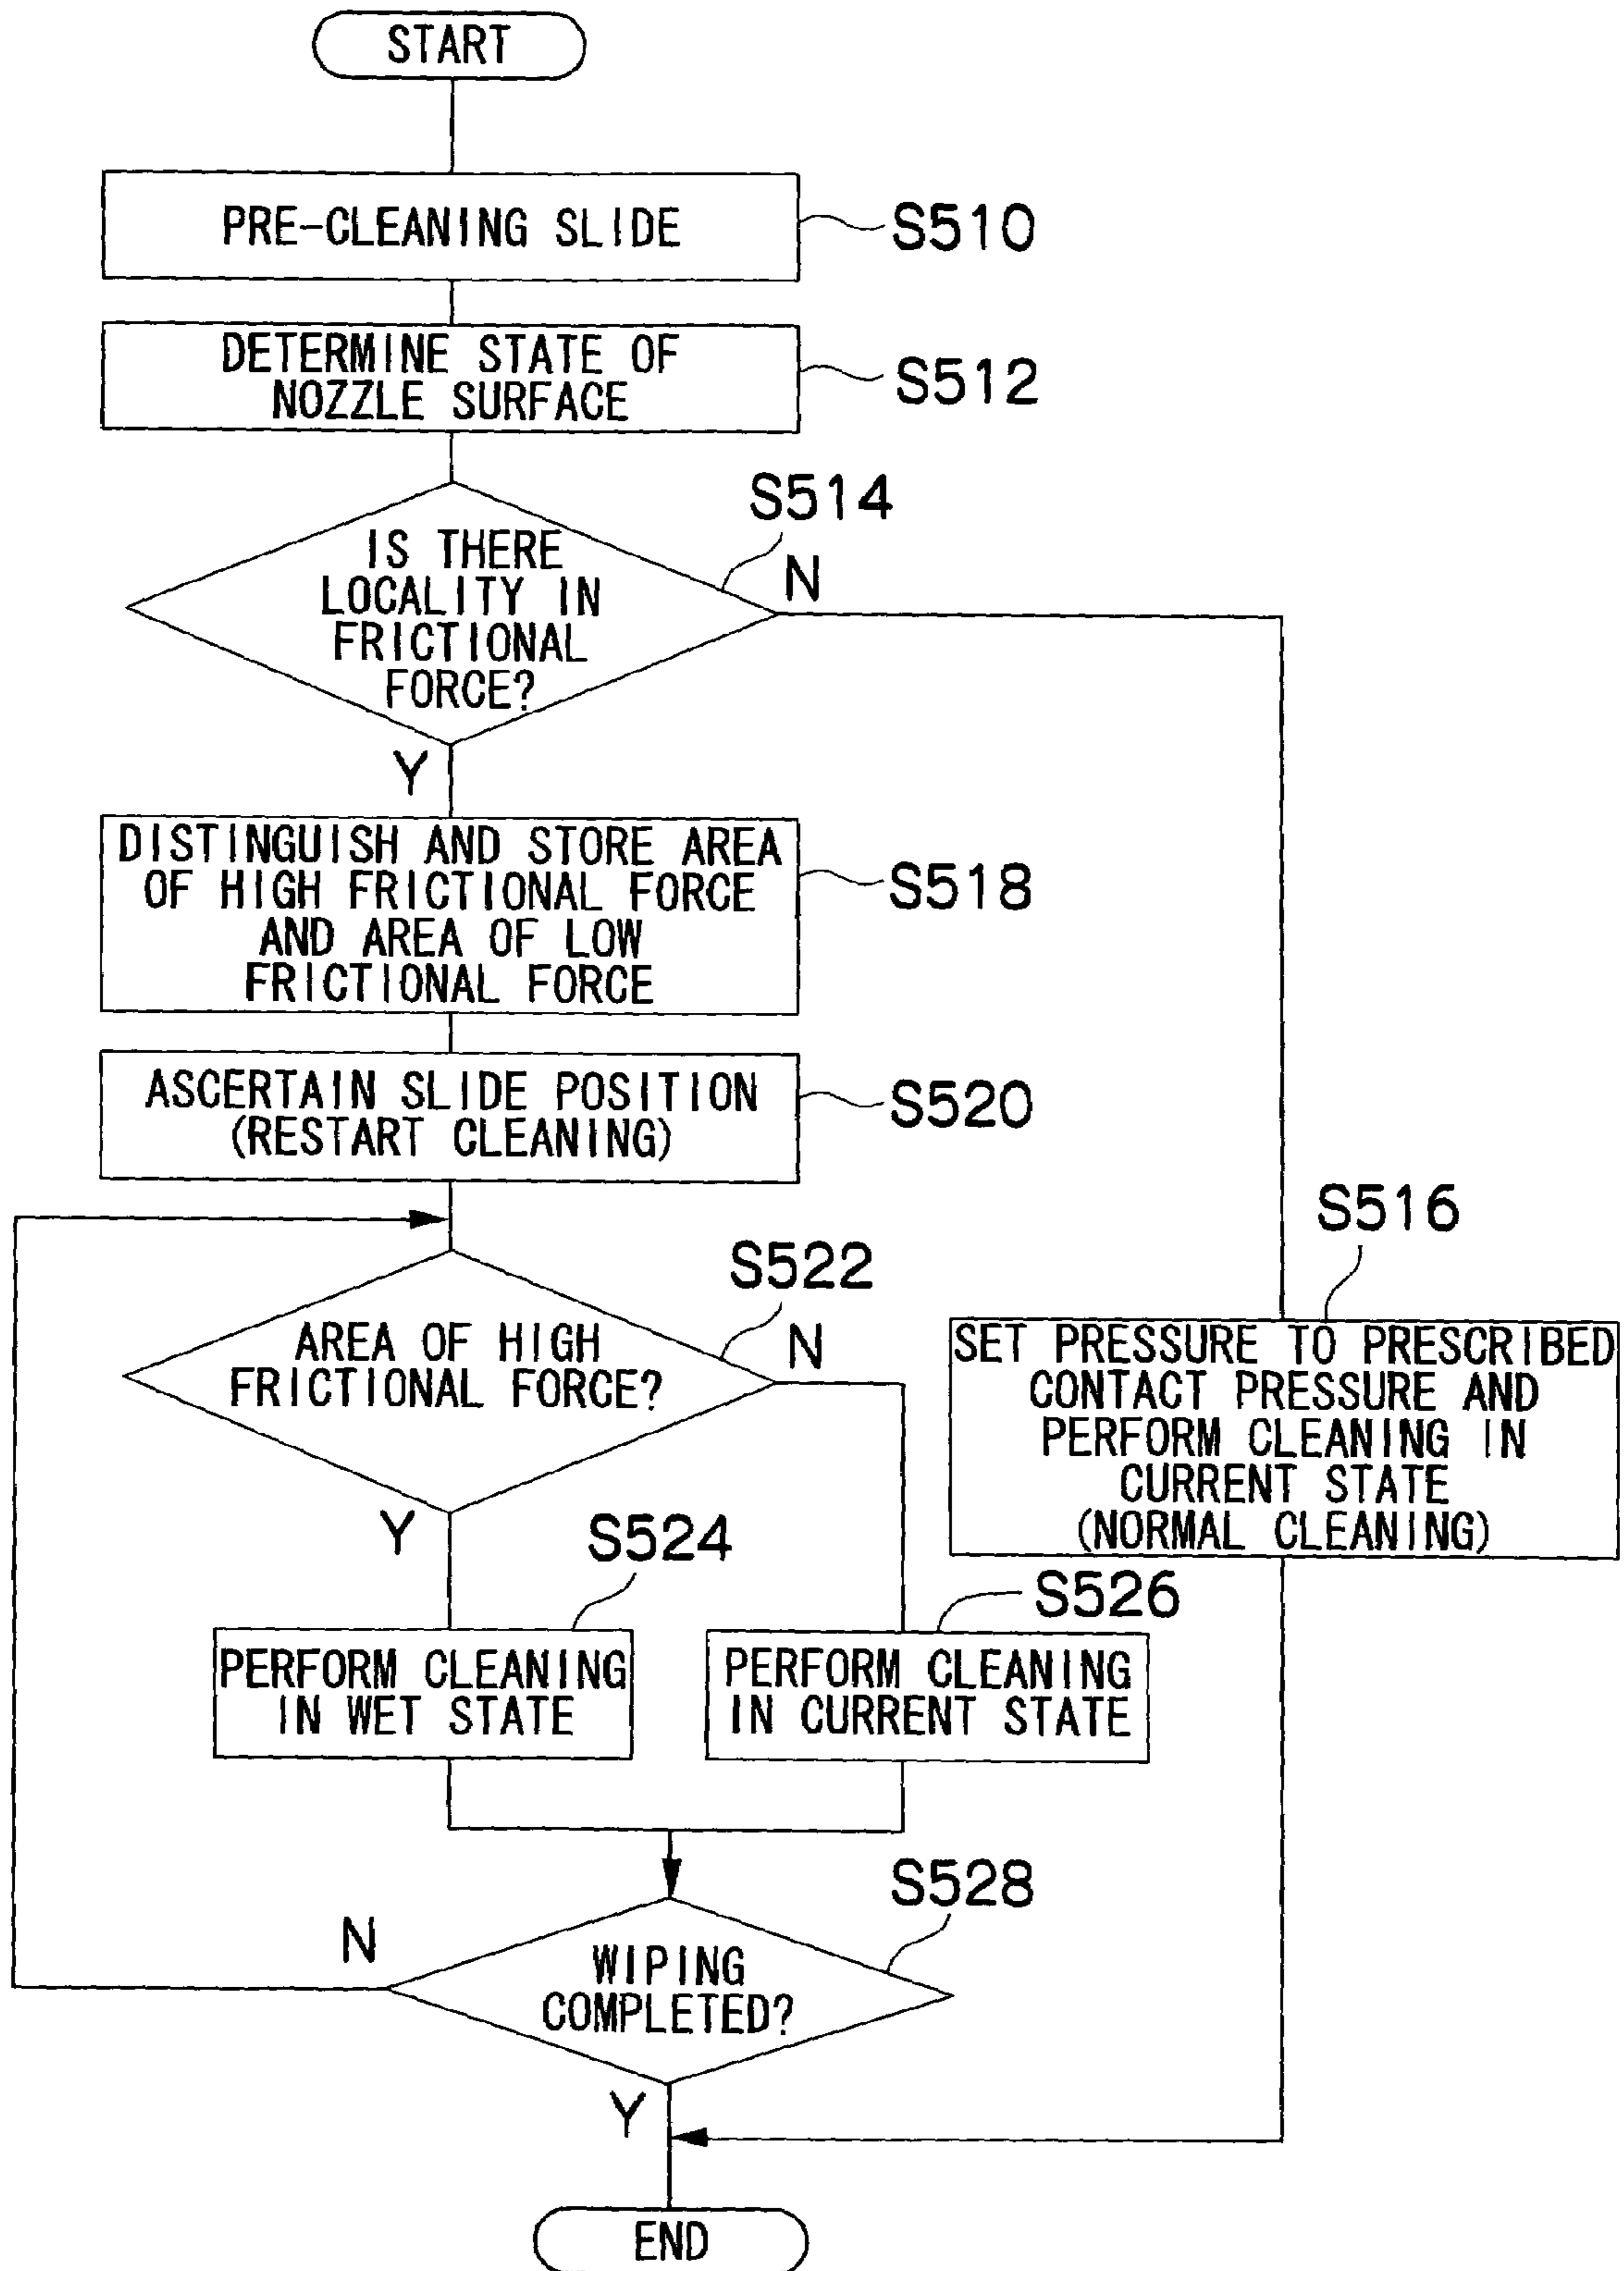 START
PRE-CLEANING SLIDE
S510
DETERMINE STATE OF
NOZZLE SURFACE
S512
S514
IS THERE
LOCALITY IN
FRICTIONAL
FORCE?
N
Y
DISTINGUISH AND STORE AREA
OF HIGH FRICTIONAL FORCE
AND AREA OF LOW
FRICTIONAL FORCE
S518
ASCERTAIN SLIDE POSITION
(RESTART CLEANING)
S520
S516
SET PRESSURE TO PRESCRIBED
CONTACT PRESSURE AND
PERFORM CLEANING IN
CURRENT STATE
(NORMAL CLEANING)
S522
AREA OF HIGH
FRICTIONAL FORCE?
N
Y
S524
PERFORM CLEANING
IN WET STATE
S526
PERFORM CLEANING
IN CURRENT STATE
S528
WIPING
COMPLETED?
N
Y
END